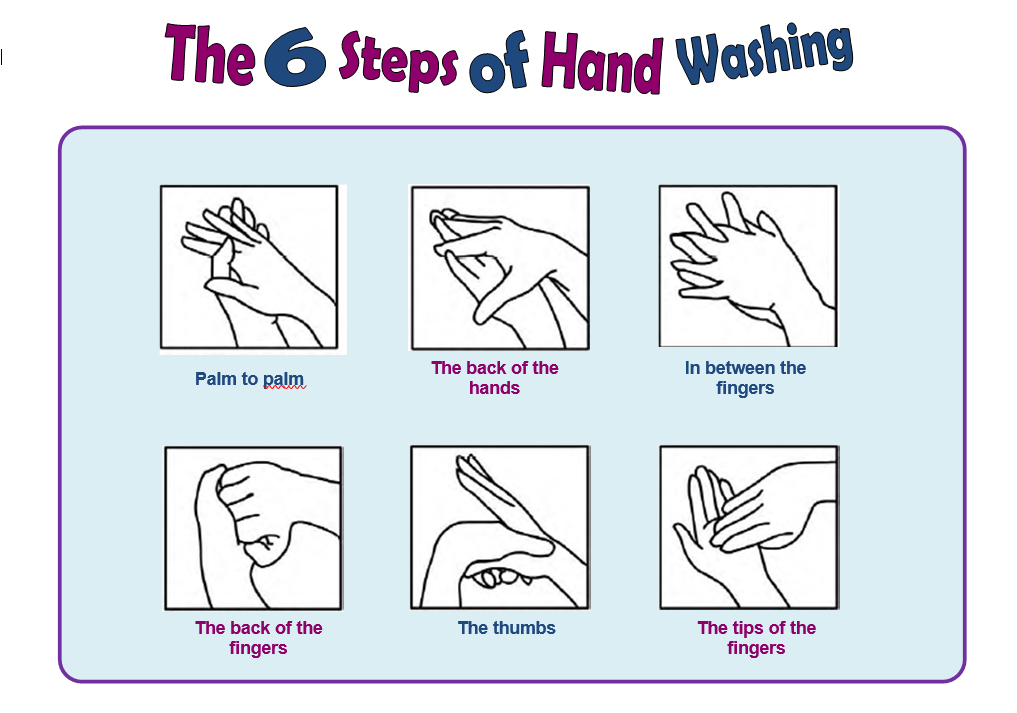 The 6 Steps of Hand Washing
Palm to palm
The back of the
hands
In between the
fingers
The back of the
fingers
The thumbs
The tips of the
fingers